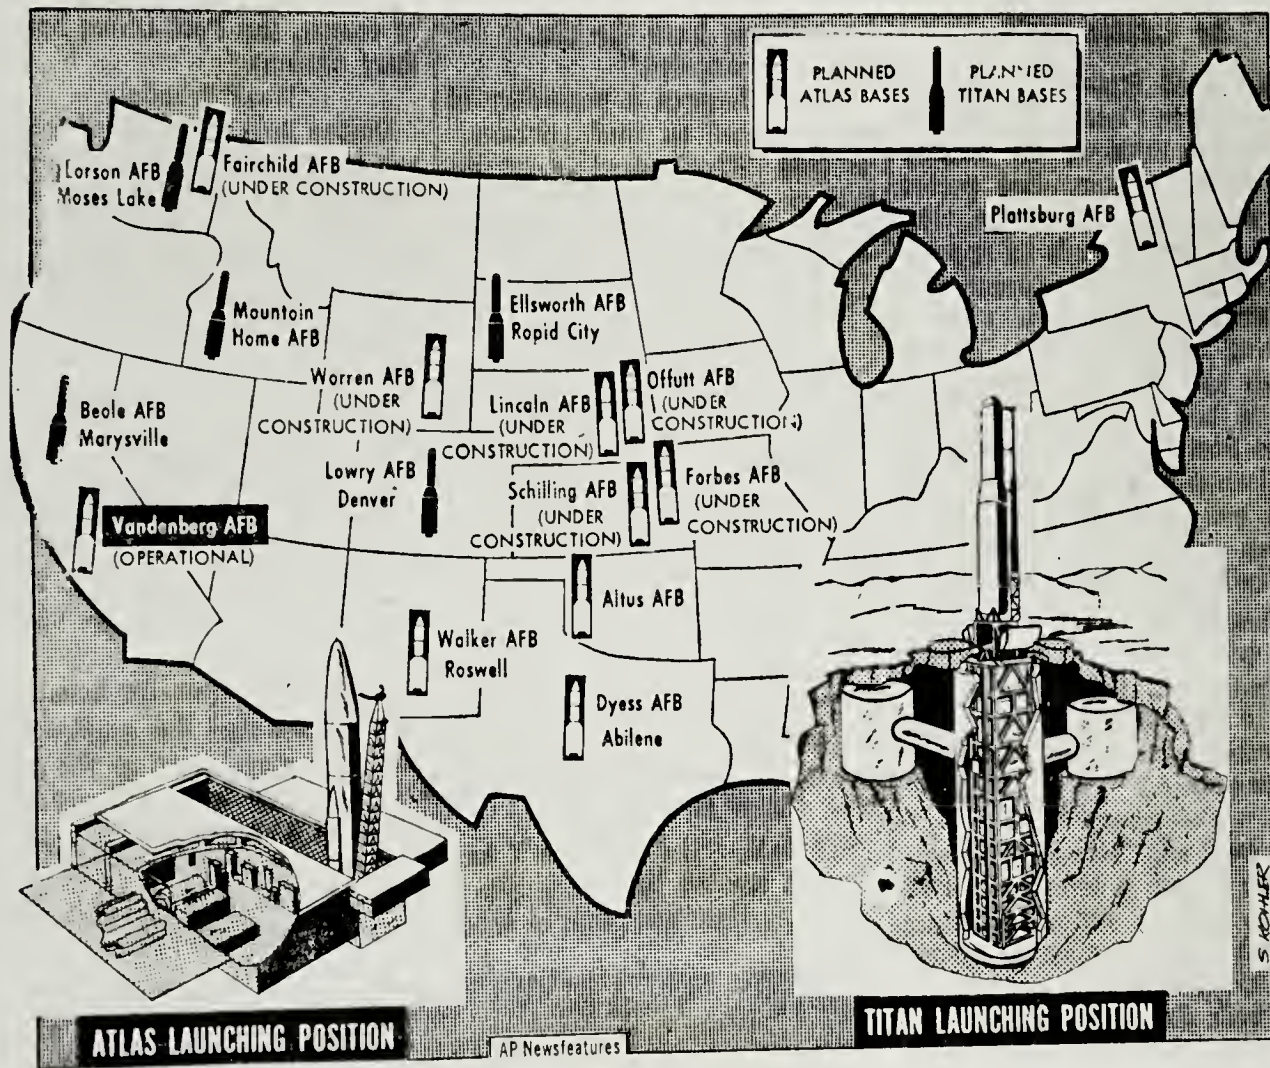 PLANNED
ATLAS BASES
PLANNED
TITAN BASES
Lorson AFB
Moses Lake
Fairchild AFB
(UNDER CONSTRUCTION)
Plattsburg AFB
Mountain
Home AFB
Ellsworth AFB
Rapid City
Warren AFB
(UNDER
CONSTRUCTION)
Lincoln AFB
(UNDER
CONSTRUCTION)
Offutt AFB
(UNDER
CONSTRUCTION)
Beale AFB
Marysville
Lowry AFB
Denver
Schilling AFB
(UNDER
CONSTRUCTION)
Forbes AFB
(UNDER
CONSTRUCTION)
Vandenberg AFB
(OPERATIONAL)
Altus AFB
Walker AFB
Roswell
Dyess AFB
Abilene
S. KOHLER
ATLAS LAUNCHING POSITION
AP Newsfeatures
TITAN LAUNCHING POSITION